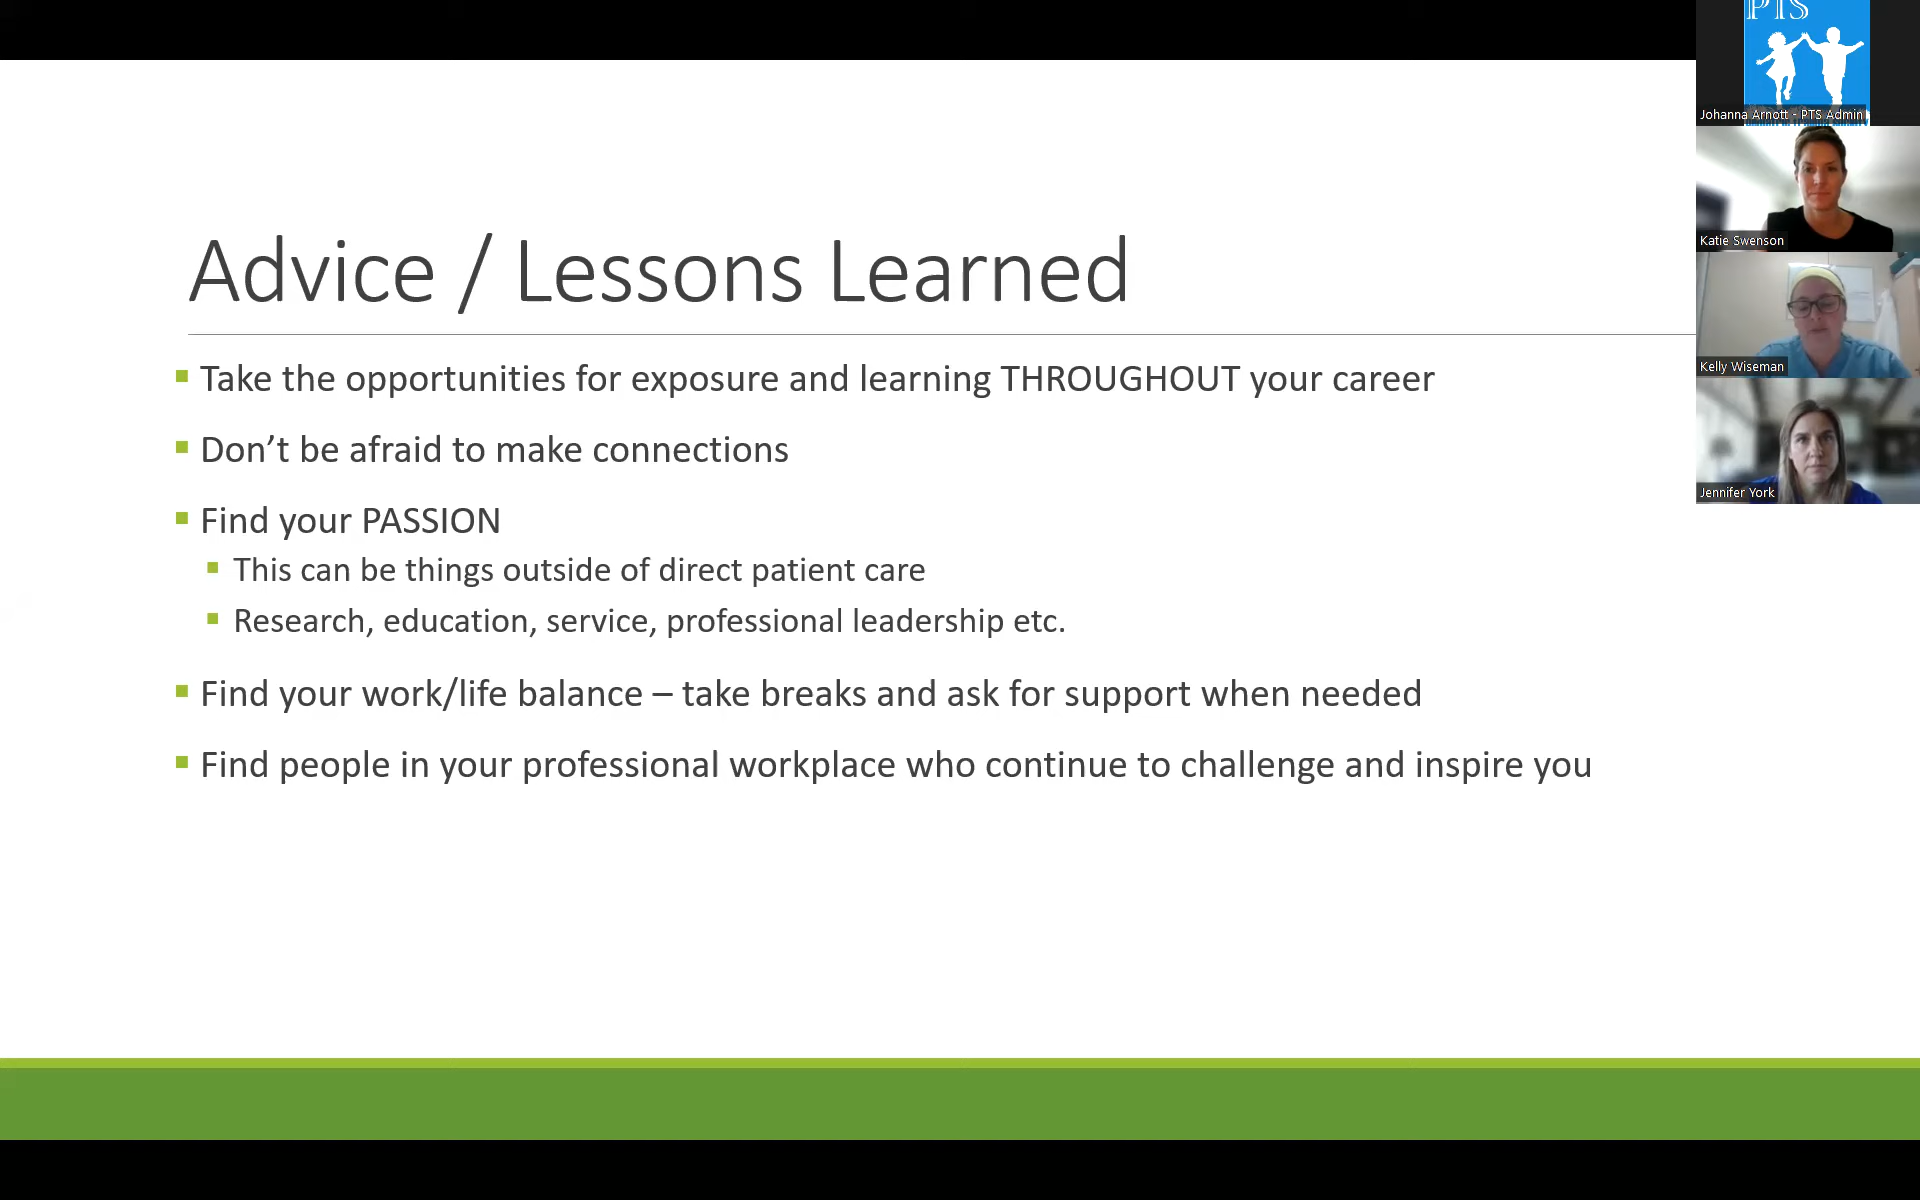 PTS
Johanna Arnott - PTS Admin
Katie Swenson
Kelly Wiseman
Jennifer York
Advice / Lessons Learned
Take the opportunities for exposure and learning THROUGHOUT your career
Don’t be afraid to make connections
Find your PASSION
This can be things outside of direct patient care
Research, education, service, professional leadership etc.
Find your work/life balance – take breaks and ask for support when needed
Find people in your professional workplace who continue to challenge and inspire you